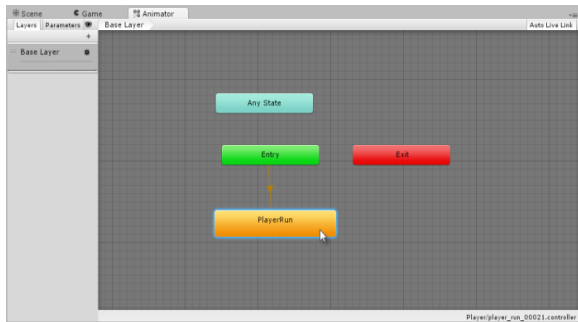 Scene Game Animator
Layers Parameters Base Layer Auto Live Link
+
Base Layer
Any State
Entry Exit
PlayerRun
Player/player_run_00021.controller